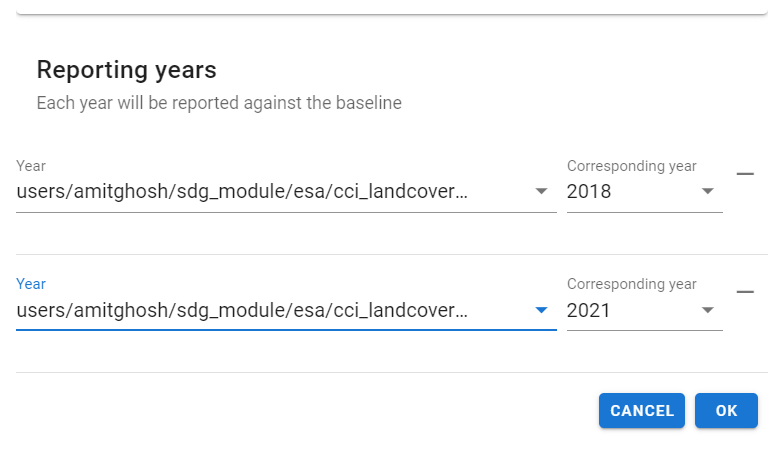 Reporting years
Each year will be reported against the baseline
Year
Corresponding year
users/amitghosh/sdg_module/esa/cci_landcover...
2018
Year
Corresponding year
users/amitghosh/sdg_module/esa/cci_landcover...
2021
CANCEL
OK